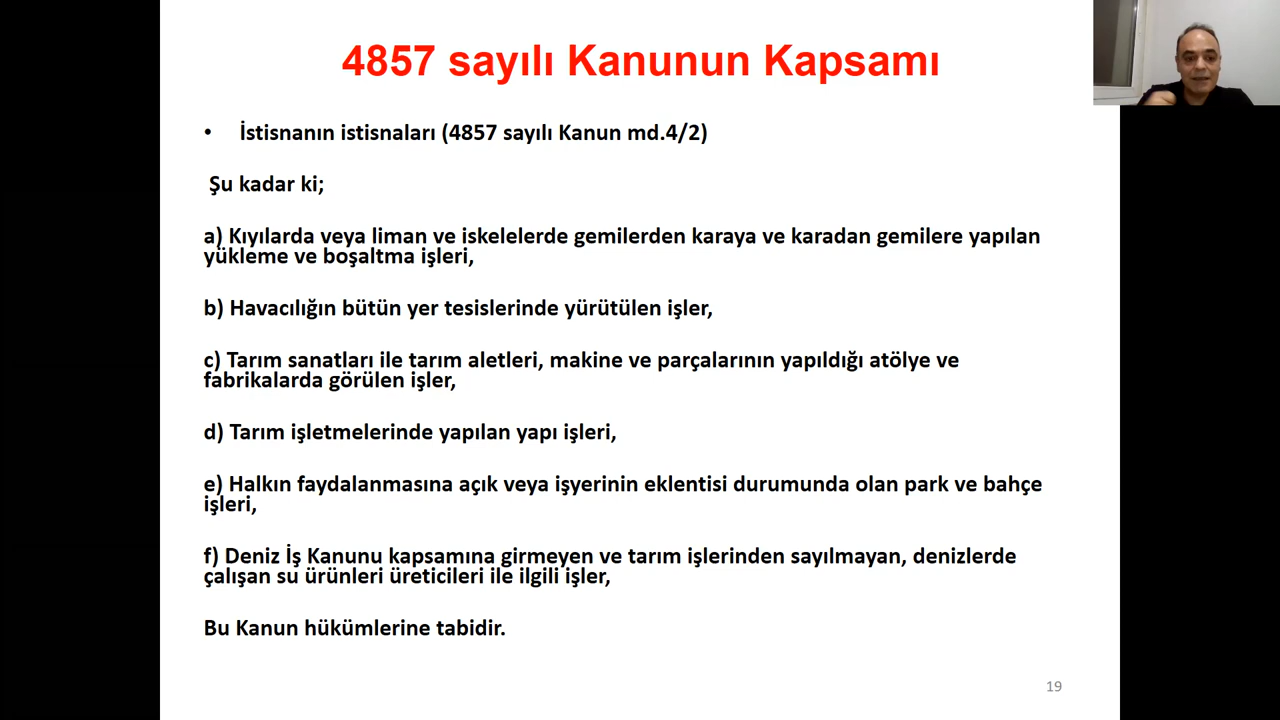 4857 sayılı Kanunun Kapsamı
• İstisnanın istisnaları (4857 sayılı Kanun md.4/2)
Şu kadar ki;
a) Kıyılarda veya liman ve iskelelerde gemilerden karaya ve karadan gemilere yapılan
yükleme ve boşaltma işleri,
b) Havacılığın bütün yer tesislerinde yürütülen işler,
c) Tarım sanatları ile tarım aletleri, makine ve parçalarının yapıldığı atölye ve
fabrikalarda görülen işler,
d) Tarım işletmelerinde yapılan yapı işleri,
e) Halkın faydalanmasına açık veya işyerinin eklentisi durumunda olan park ve bahçe
işleri,
f) Deniz İş Kanunu kapsamına girmeyen ve tarım işlerinden sayılmayan, denizlerde
çalışan su ürünleri üreticileri ile ilgili işler,
Bu Kanun hükümlerine tabidir.
19